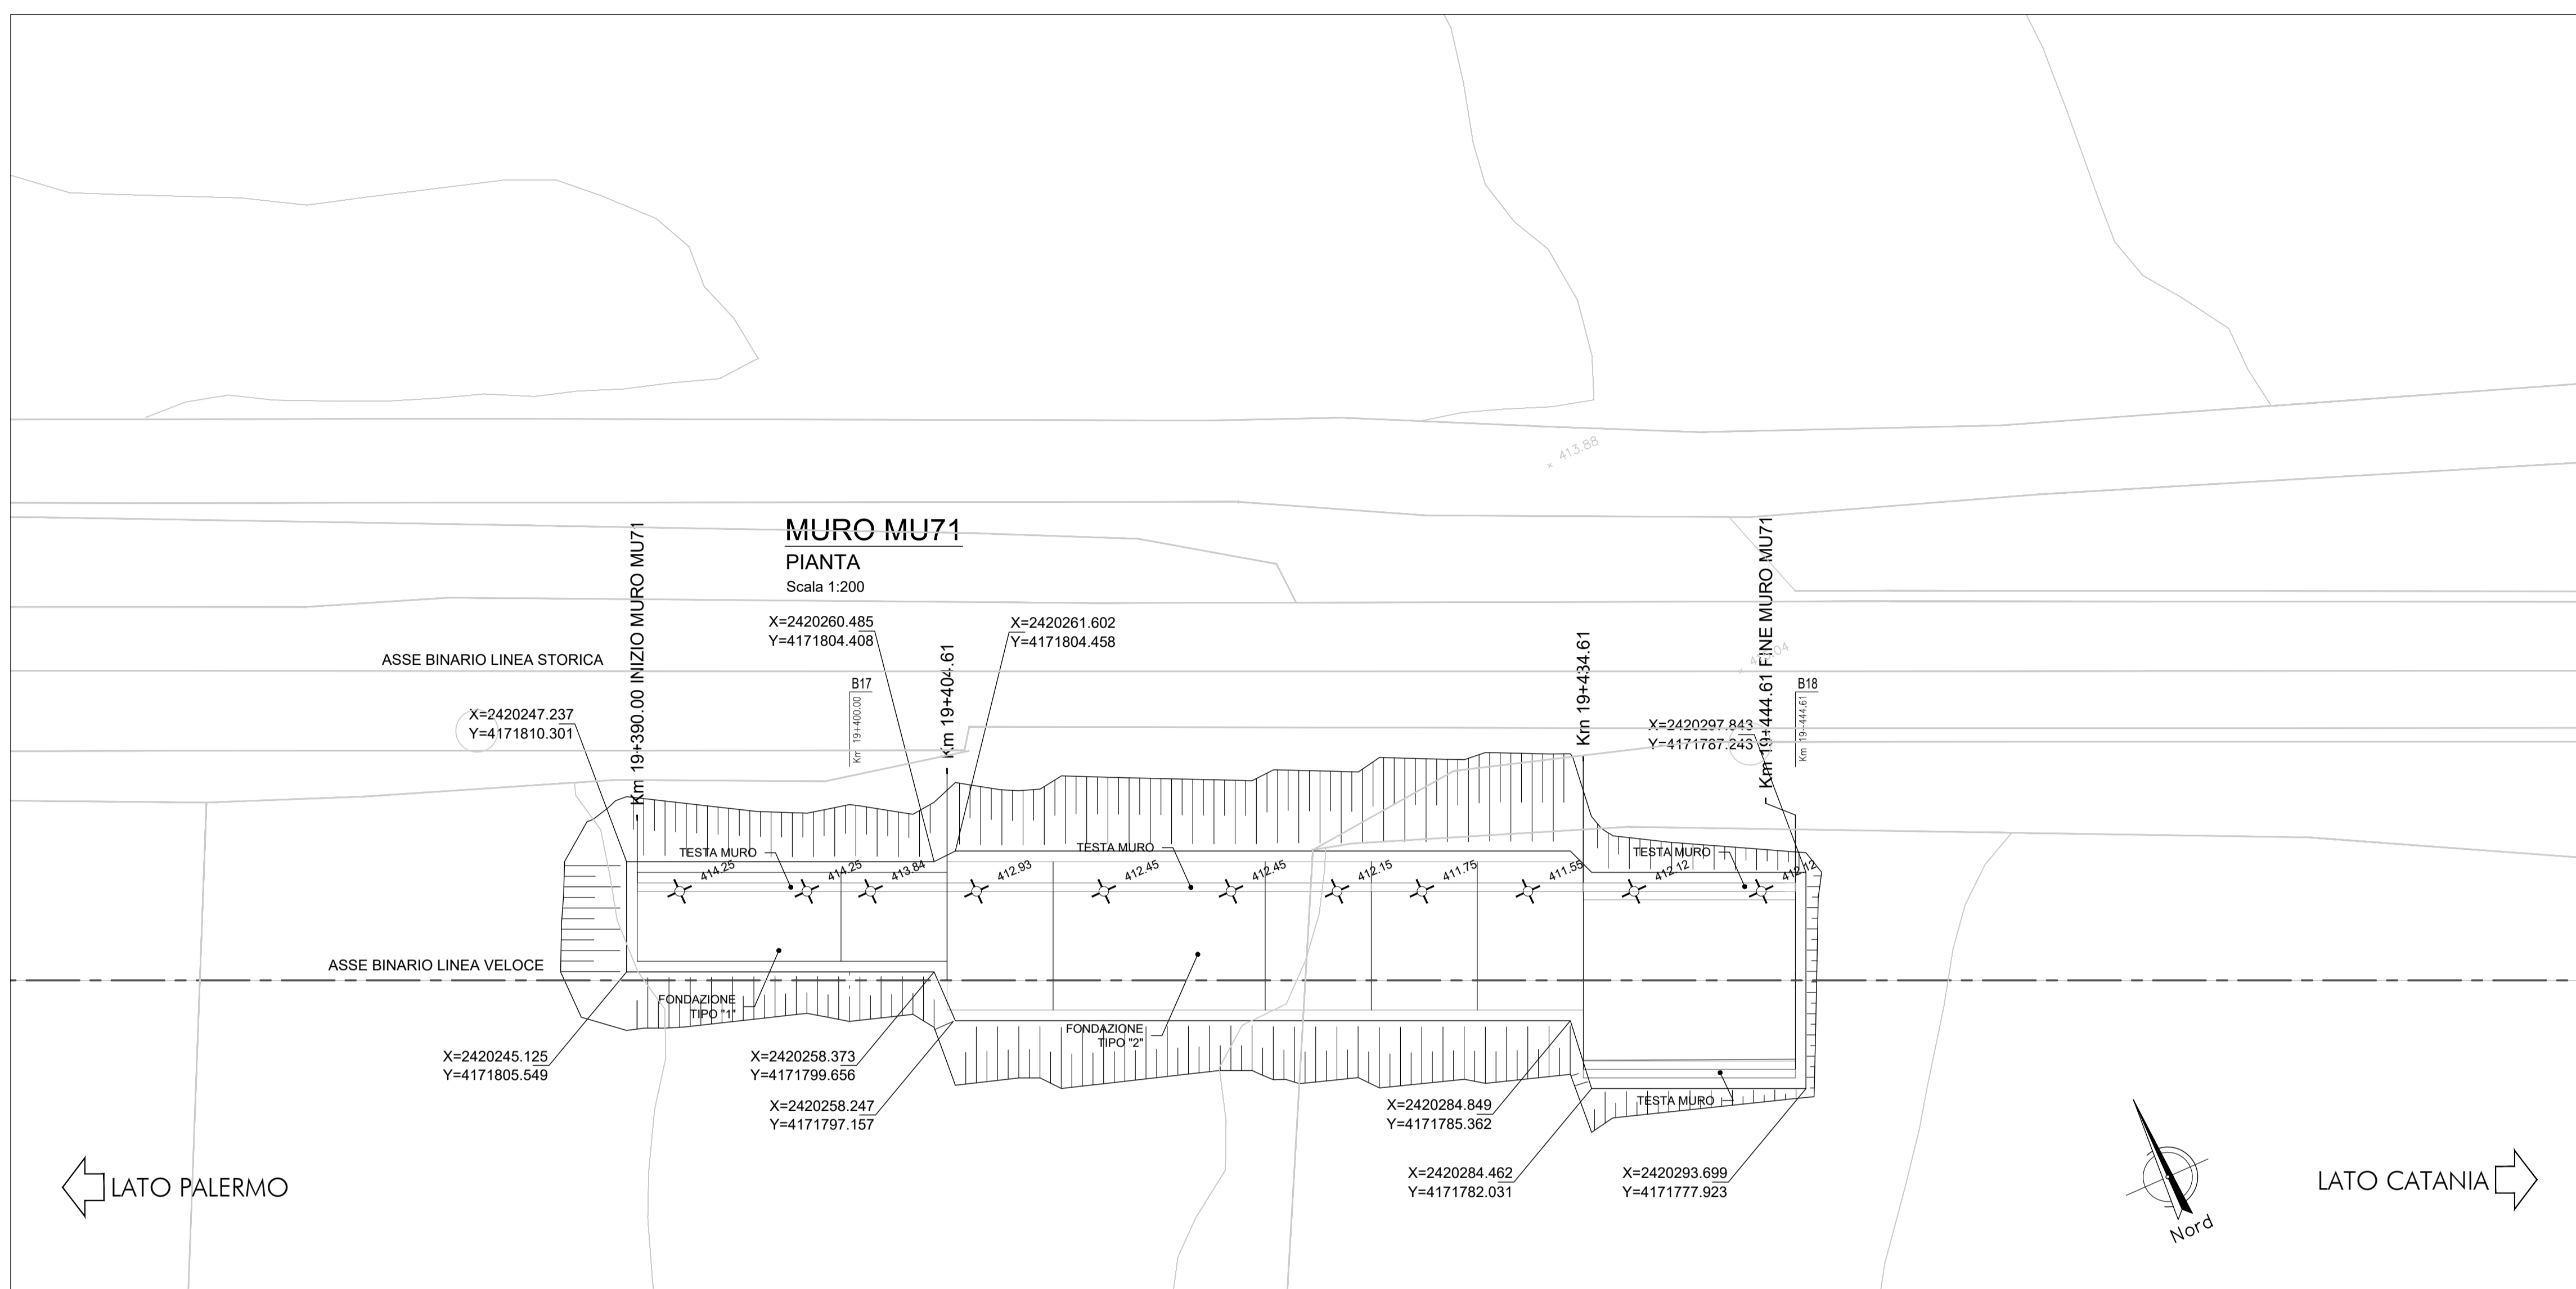 413.88
MURO MU71
PIANTA
Scala 1:200
Km 19+390.00 INIZIO MURO MU71
Km 19+444.61 FINE MURO MU71
X=2420260.485
Y=4171804.408
X=2420261.602
Y=4171804.458
ASSE BINARIO LINEA STORICA
Km 19+404.61
Km 19+434.61
B17
Km 19+400.00
B18
Km 19+444.61
X=2420247.237
Y=4171810.301
X=2420297.843
Y=4171787.243
TESTA MURO
TESTA MURO
TESTA MURO
414.25
414.25
413.84
412.93
412.45
412.45
412.15
411.75
411.55
412.12
412.12
ASSE BINARIO LINEA VELOCE
FONDAZIONE
TIPO "1"
FONDAZIONE
TIPO "2"
X=2420245.125
Y=4171805.549
X=2420258.373
Y=4171799.656
X=2420258.247
Y=4171797.157
X=2420284.849
Y=4171785.362
TESTA MURO
X=2420284.462
Y=4171782.031
X=2420293.699
Y=4171777.923
LATO PALERMO
LATO CATANIA
Nord